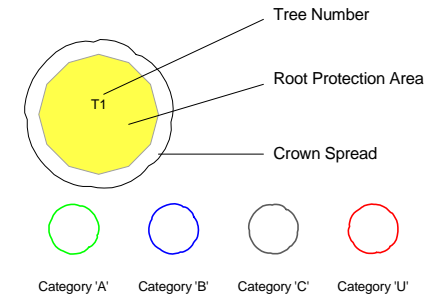 Tree Number
Root Protection Area
T1
Crown Spread
Category 'A'
Category 'B'
Category 'C'
Category 'U'